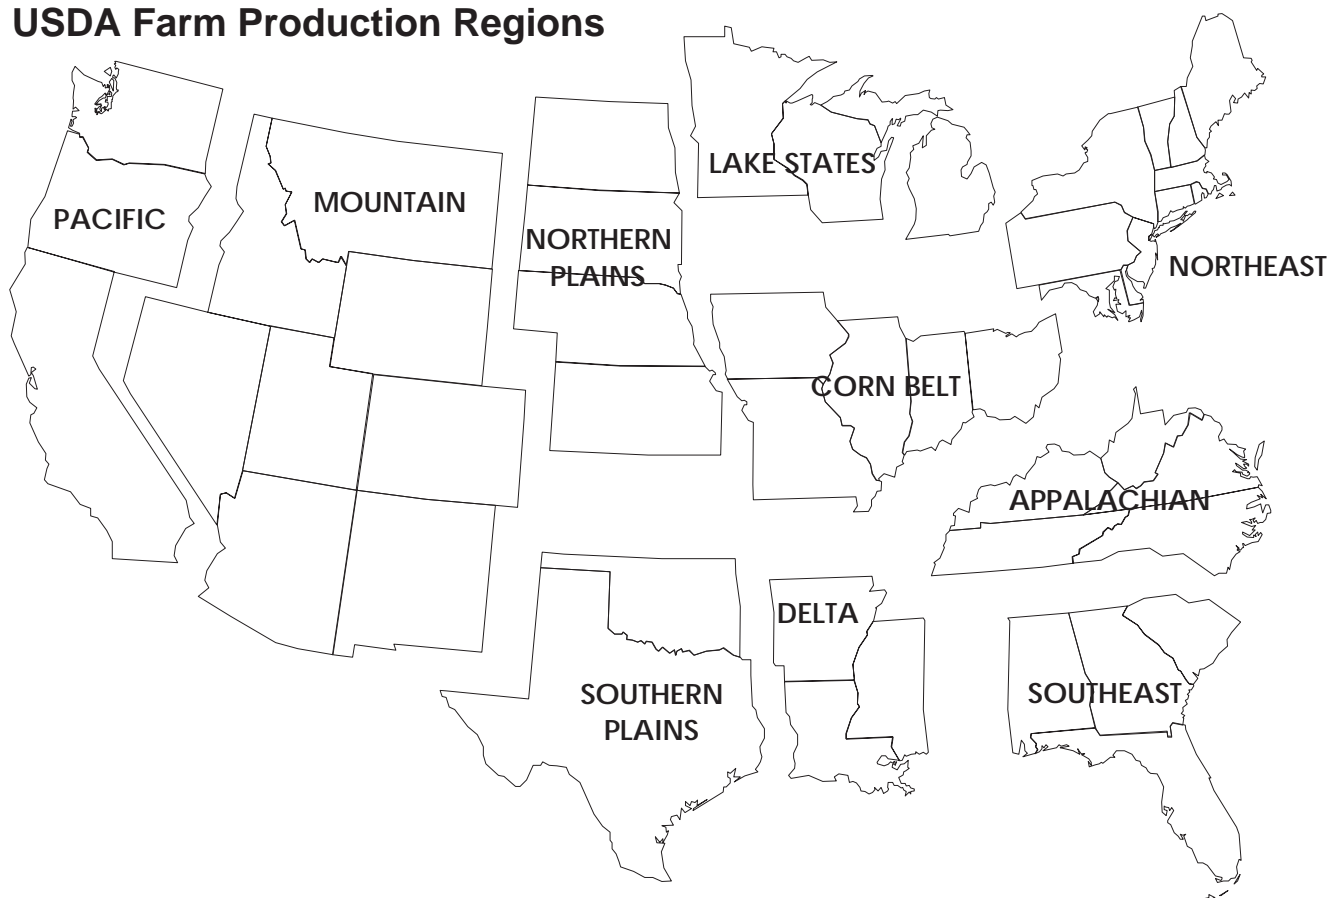 USDA Farm Production Regions
LAKE STATES
MOUNTAIN
PACIFIC
NORTHERN
PLAINS
NORTHEAST
CORN BELT
APPALACHIAN
DELTA
SOUTHERN
PLAINS
SOUTHEAST